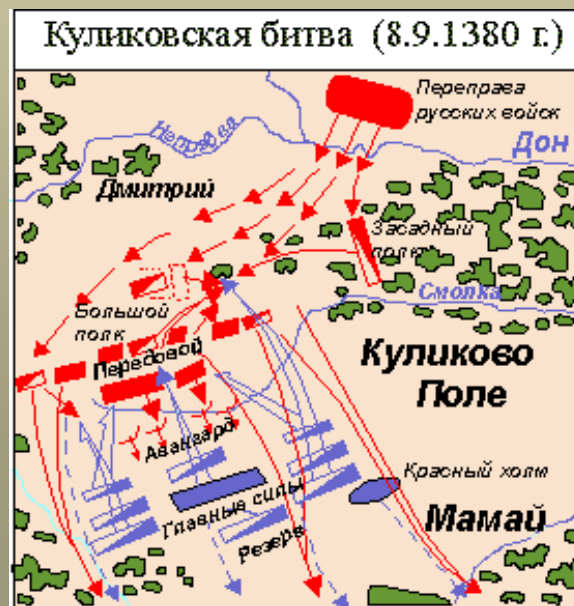 Куликовская битва (8.9.1380 г.)
Переправа
русских войск
Непрядва
Дон
Дмитрий
Засадный
полк
Смолка
Большой
полк
Передовой
Куликово
Поле
Авангард
Красный холм
Главные силы
Мамай
Резерв